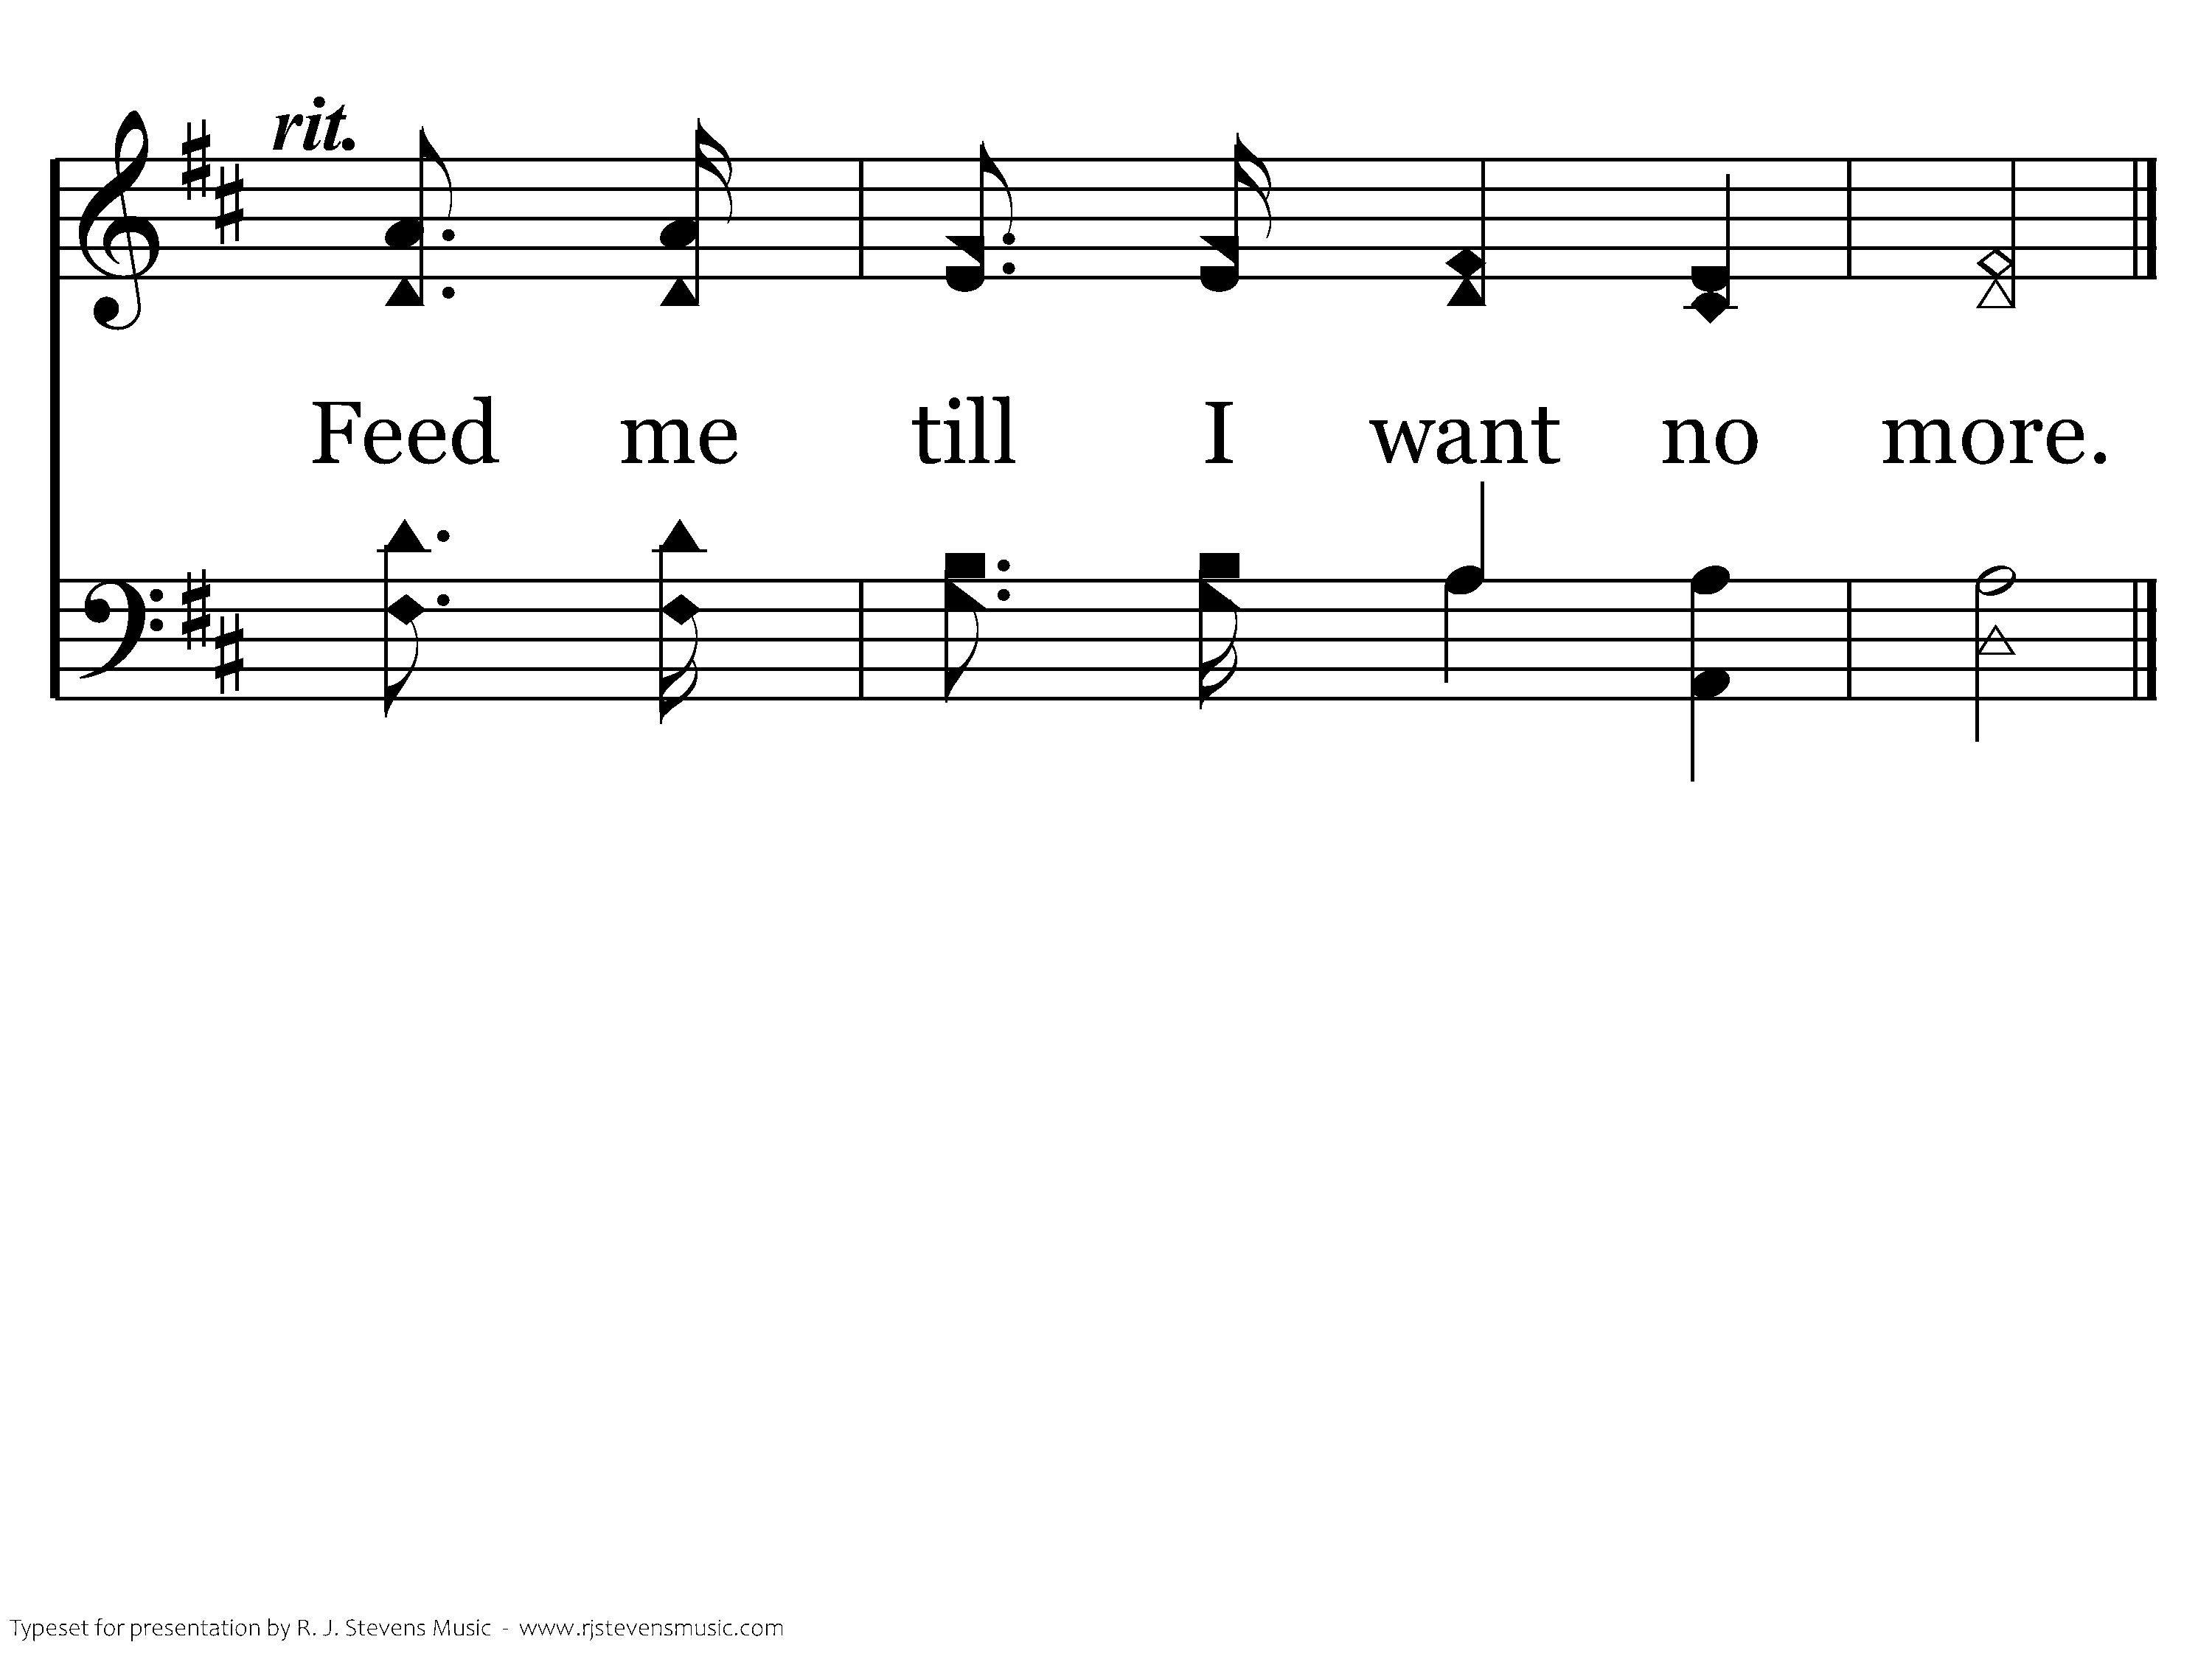 rit.
Feed me till I want no more.
Typeset for presentation by R. J. Stevens Music - www.rjstevensmusic.com